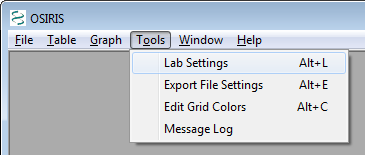 OSIRIS
File Table Graph Tools Window Help
Lab Settings Alt+L
Export File Settings Alt+E
Edit Grid Colors Alt+C
Message Log